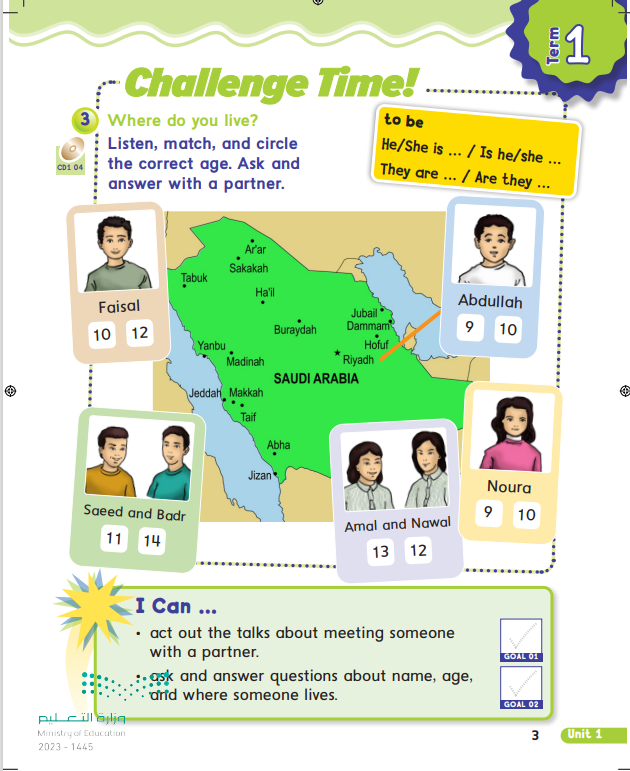 Term 1
Challenge Time!
3 Where do you live?
CD1 04
Listen, match, and circle
the correct age. Ask and
answer with a partner.
to be
He/She is ... / Is he/she ...
They are ... / Are they ...
Faisal
10 12
Abdullah
9 10
Ar'ar
Sakakah
Tabuk
Ha'il
Jubail
Dammam
Buraydah
Hofuf
Yanbu
Riyadh
Madinah
SAUDI ARABIA
Jeddah
Makkah
Taif
Abha
Jizan
Saeed and Badr
11 14
Amal and Nawal
13 12
Noura
9 10
I Can ...
• act out the talks about meeting someone
with a partner.
GOAL 01
• ask and answer questions about name, age,
and where someone lives.
GOAL 02
وزارة التعليم
Ministry of Education
2023 - 1445
3
Unit 1